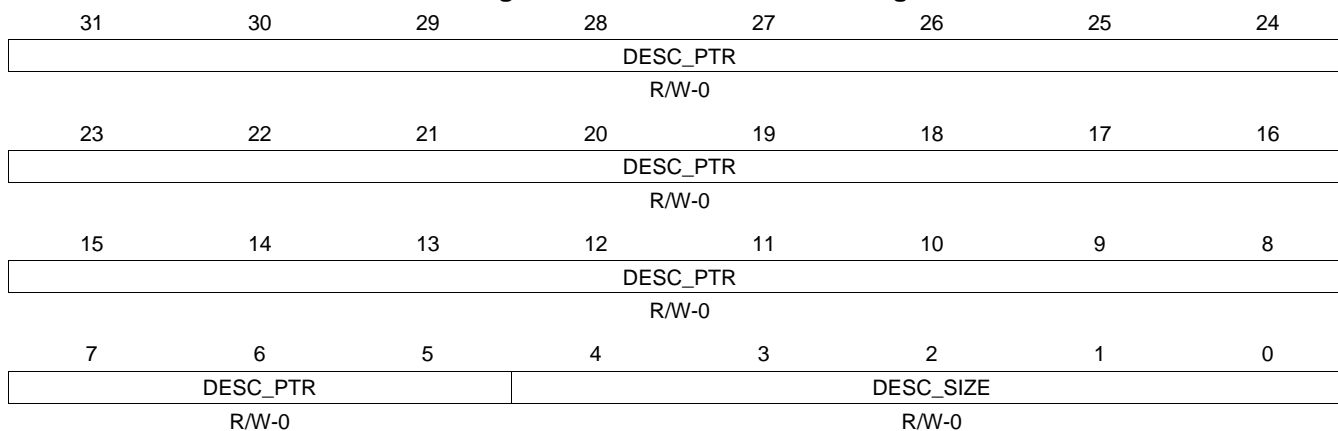 31 30 29 28 27 26 25 24
DESC_PTR
R/W-0
23 22 21 20 19 18 17 16
DESC_PTR
R/W-0
15 14 13 12 11 10 9 8
DESC_PTR
R/W-0
7 6 5 4 3 2 1 0
DESC_PTR DESC_SIZE
R/W-0 R/W-0